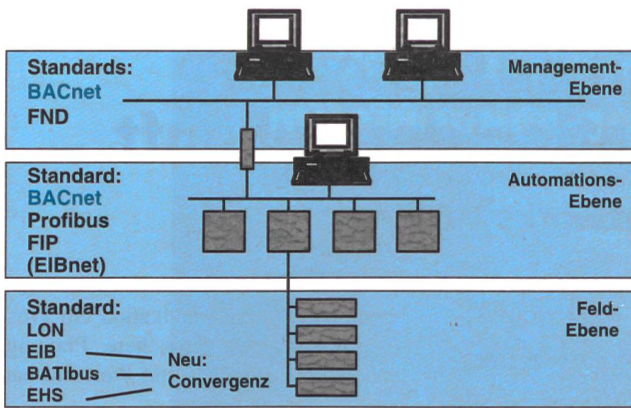 Standards:
BACnet
FND
Management-
Ebene
Standard:
BACnet
Profibus
FIP
(EIBnet)
Automations-
Ebene
Standard:
LON
EIB
BATIbus
EHS
Neu:
Convergenz
Feld-
Ebene